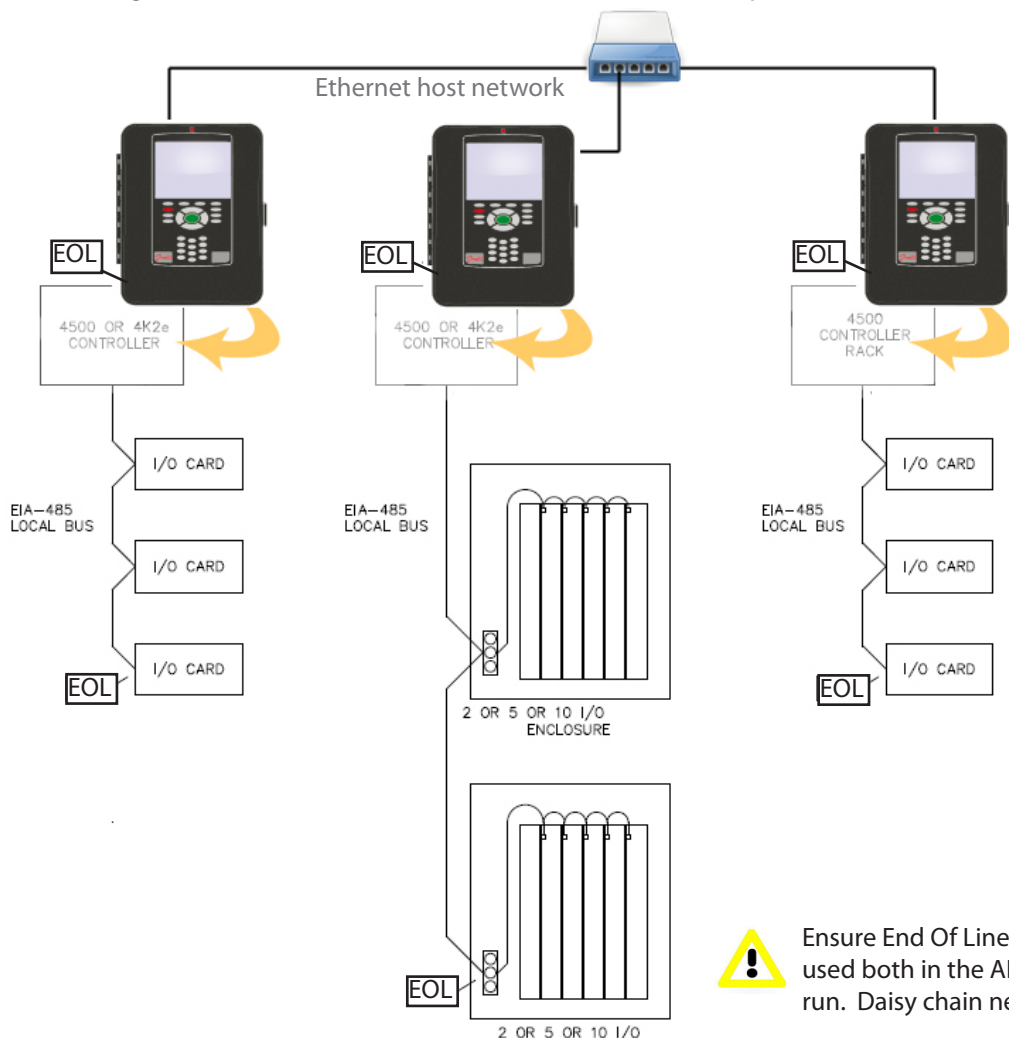 Ethernet host network
EOL
EOL
EOL
4500 OR 4K2e
CONTROLLER
4500 OR 4K2e
CONTROLLER
4500
CONTROLLER
RACK
I/O CARD
I/O CARD
EIA-485
LOCAL BUS
EIA-485
LOCAL BUS
EIA-485
LOCAL BUS
I/O CARD
I/O CARD
I/O CARD
I/O CARD
EOL
EOL
2 OR 5 OR 10 I/O
ENCLOSURE
Ensure End Of Line
used both in the
run. Daisy chain
EOL
2 OR 5 OR 10 I/O